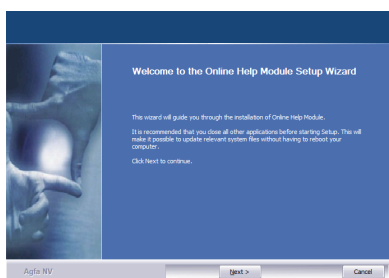 Welcome to the Online Help Module Setup Wizard
This wizard will guide you through the installation of Online Help Module.
It is recommended that you close all other applications before starting Setup. This will
make it possible to update relevant system files without having to reboot your
computer.
Click Next to continue.
Agfa NV
Next >
Cancel